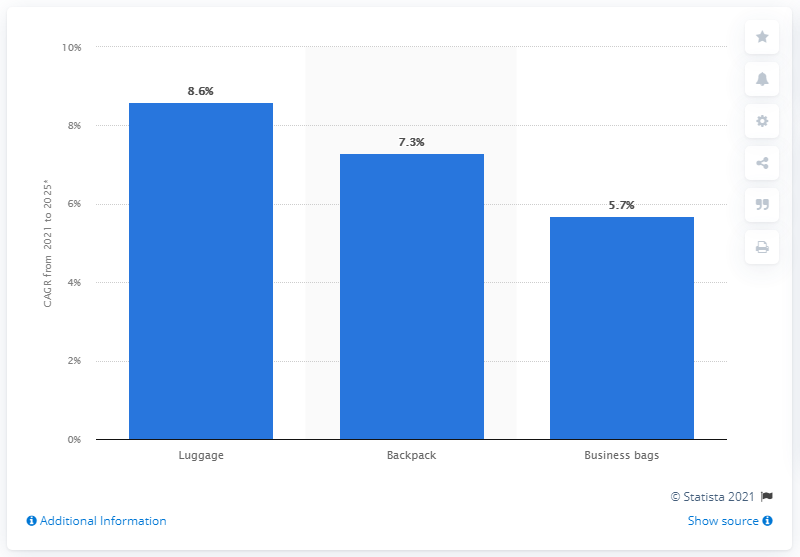 10%
8.6%
8%
7.3%
6%
5.7%
4%
2%
0%
CAGR from 2021 to 2025*
Luggage Backpack Business bags
© Statista 2021
Additional Information Show source